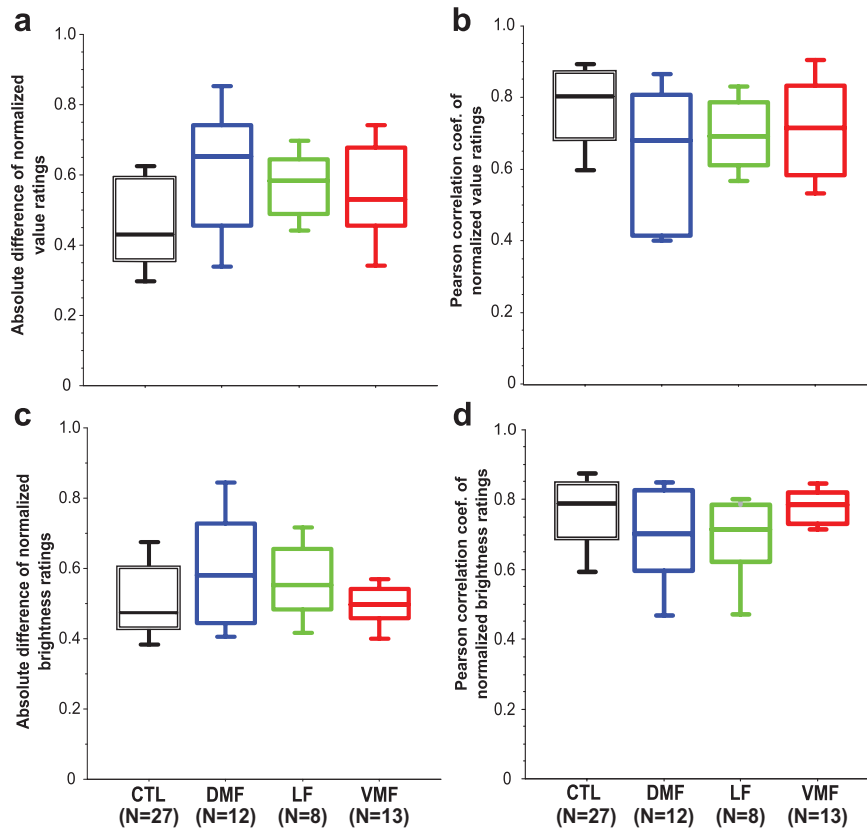 a
1.0
0.8
0.6
0.4
0.2
0
Absolute difference of normalized
value ratings
b
1.0
0.8
0.6
0.4
0.2
0
Pearson correlation coef. of
normalized value ratings
c
1.0
0.8
0.6
0.4
0.2
0
Absolute difference of normalized
brightness ratings
CTL
(N=27)
DMF
(N=12)
LF
(N=8)
VMF
(N=13)
d
1.0
0.8
0.6
0.4
0.2
0
Pearson correlation coef. of
normalized brightness ratings
CTL
(N=27)
DMF
(N=12)
LF
(N=8)
VMF
(N=13)